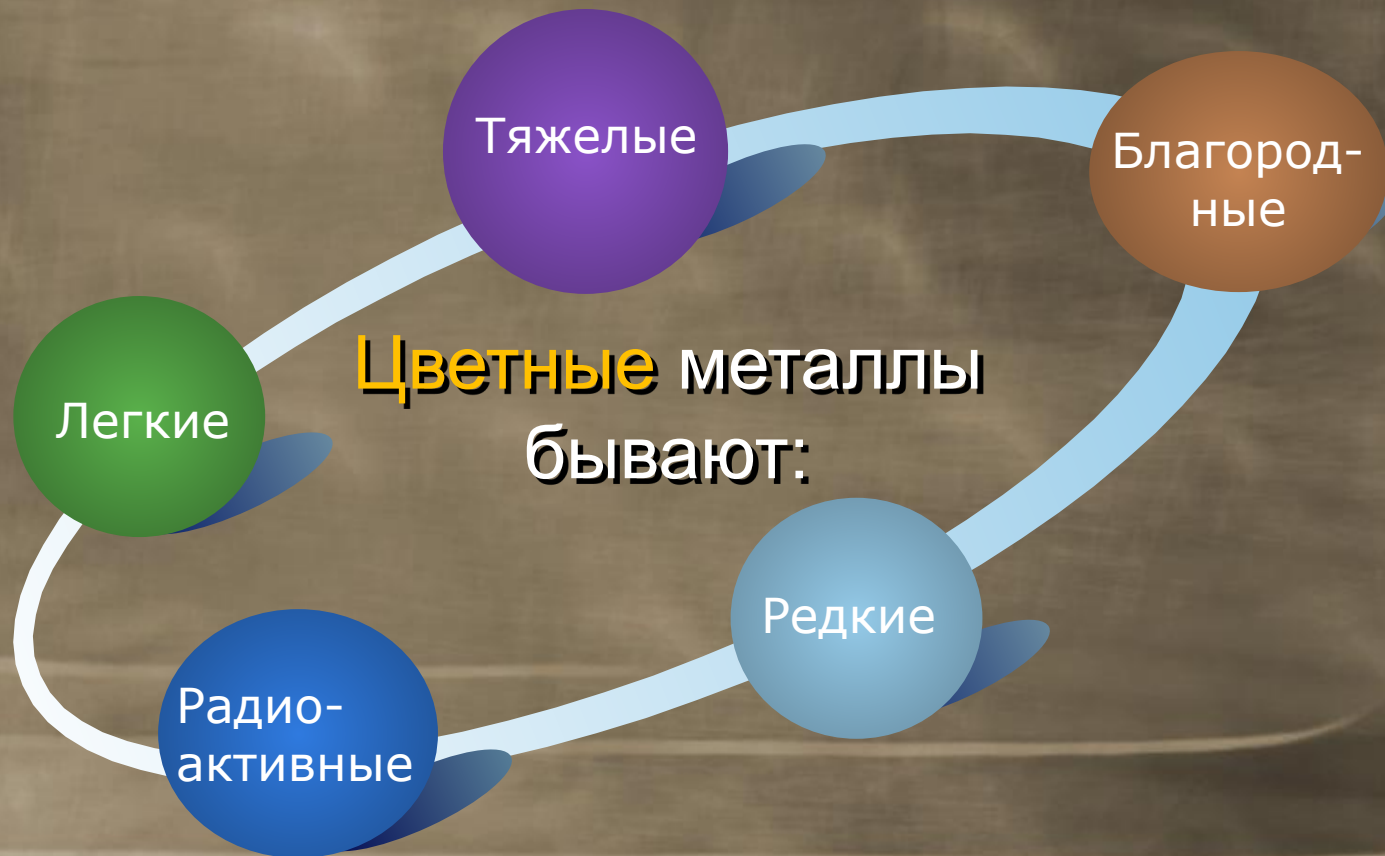 Цветные металлы
бывают:
Тяжелые
Благород-
ные
Легкие
Редкие
Радио-
активные